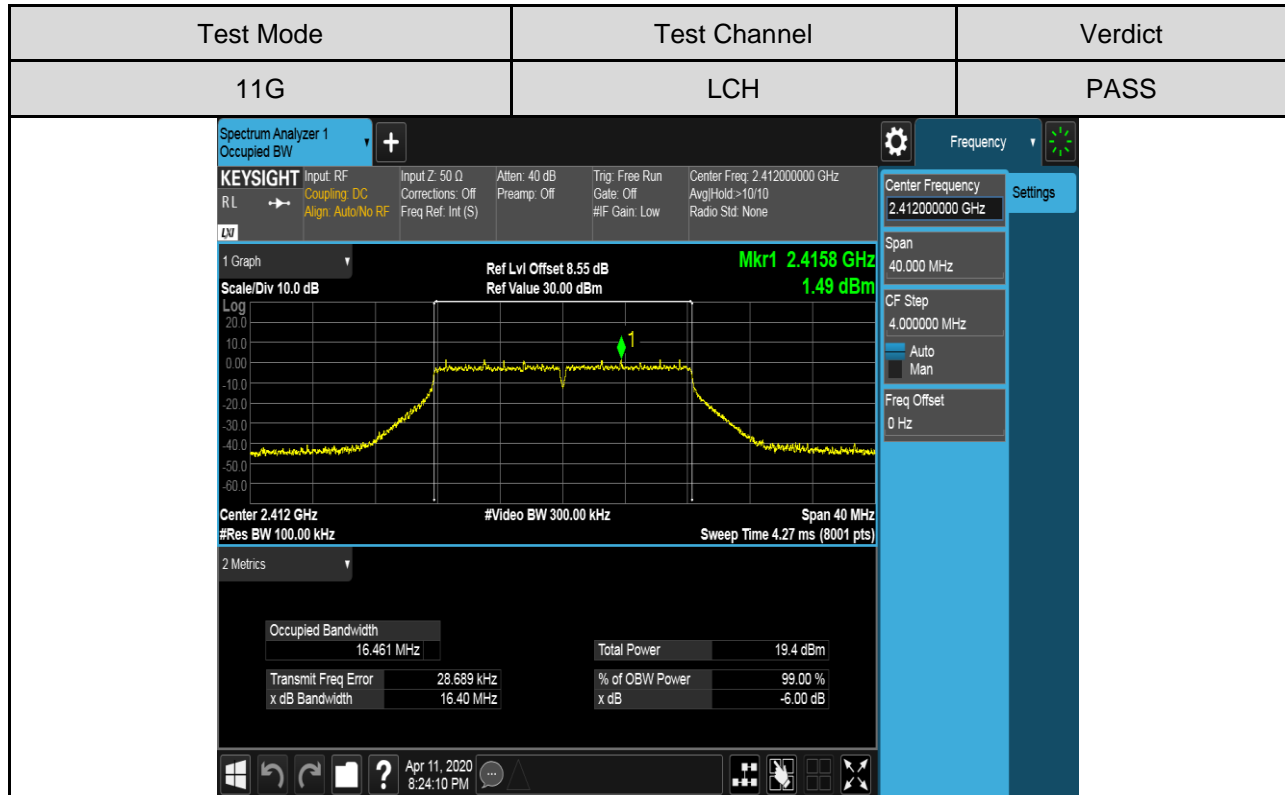 Test Mode Test Channel Verdict
11G LCH PASS
Spectrum Analyzer 1
Occupied BW
+
Frequency
KEYSIGHT Input: RF Input Z: 50 Ω Atten: 40 dB Trig: Free Run Center Freq: 2.412000000 GHz
RL Coupling: DC Corrections: Off Preamp: Off Gate: Off Avg|Hold:>10/10
Align: Auto/No RF Freq Ref: Int (S) #IF Gain: Low Radio Std: None
LXI
Center Frequency
2.412000000 GHz
Settings
Span
40.000 MHz
CF Step
4.000000 MHz
Auto
Man
Freq Offset
0 Hz
1 Graph
Scale/Div 10.0 dB
Ref Lvl Offset 8.55 dB
Ref Value 30.00 dBm
Mkr1 2.4158 GHz
1.49 dBm
Log
20.0
10.0
0.00
-10.0
-20.0
-30.0
-40.0
-50.0
-60.0
1
Center 2.412 GHz #Video BW 300.00 kHz Span 40 MHz
#Res BW 100.00 kHz Sweep Time 4.27 ms (8001 pts)
2 Metrics
Occupied Bandwidth
16.461 MHz
Total Power 19.4 dBm
Transmit Freq Error 28.689 kHz % of OBW Power 99.00 %
x dB Bandwidth 16.40 MHz x dB -6.00 dB
?
Apr 11, 2020
8:24:10 PM